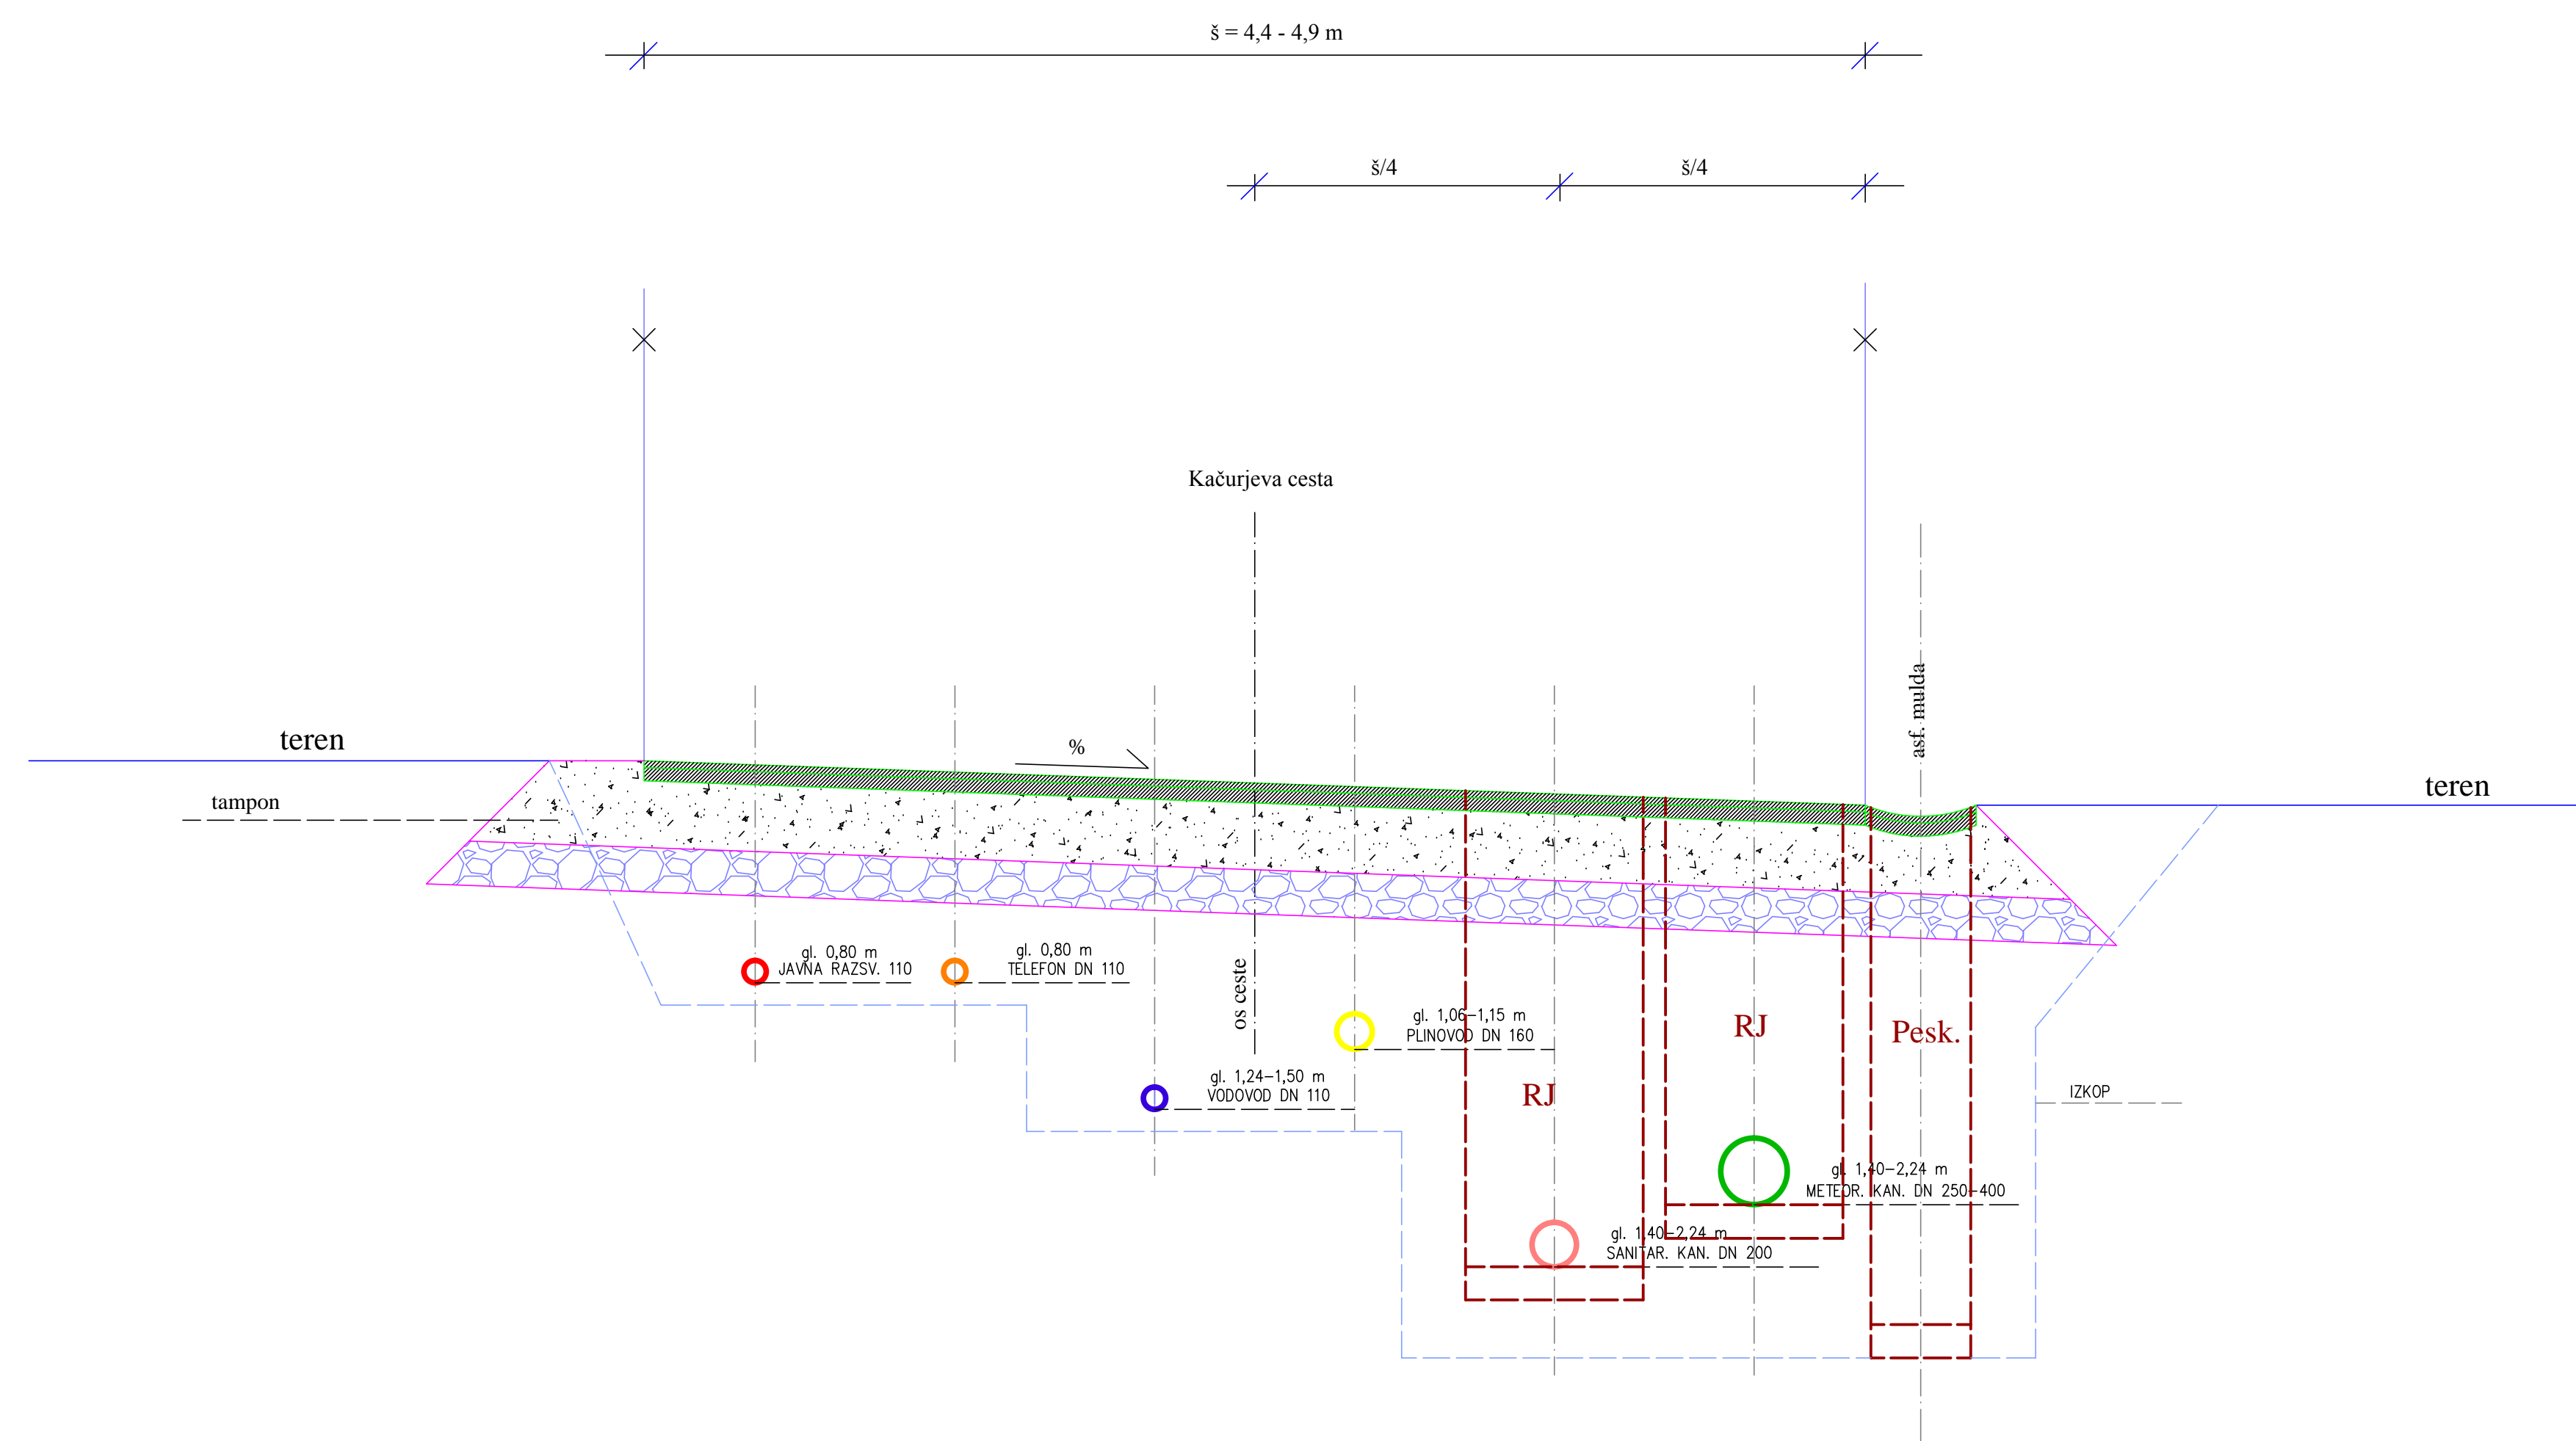 š = 4,4 - 4,9 m
š/4
š/4
Kačurjeva cesta
asf. mulda
teren
%
teren
tampon
gl. 0,80 m
JAVNA RAZSV. 110
gl. 0,80 m
TELEFON DN 110
os ceste
gl. 1,06-1,15 m
PLINOVOD DN 160
RJ
Pesk.
gl. 1,24-1,50 m
VODOVOD DN 110
RJ
IZKOP
gl. 1,40-2,24 m
METEOR. KAN. DN 250-400
gl. 1,40-2,24 m
SANITAR. KAN. DN 200